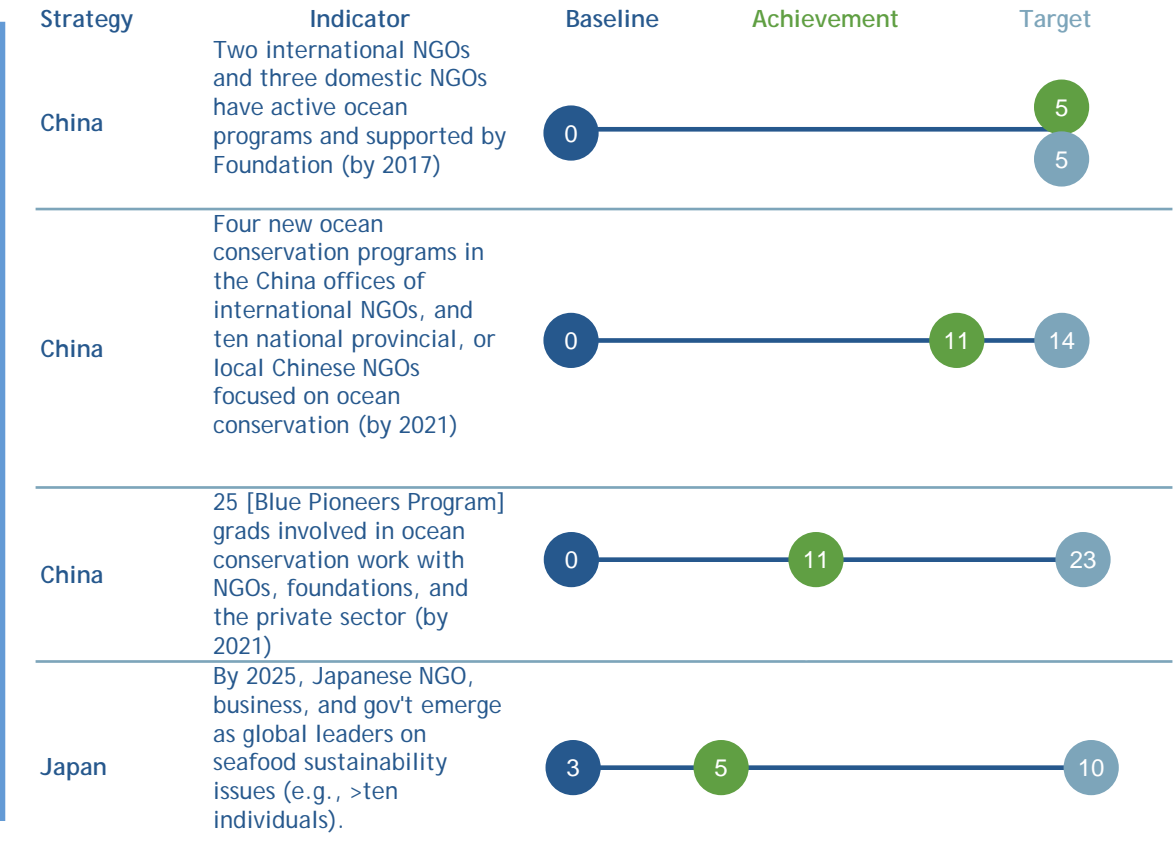 Strategy Indicator Baseline Achievement Target
China
Two international NGOs
and three domestic NGOs
have active ocean
programs and supported by
Foundation (by 2017)
0
5
5
China
Four new ocean
conservation programs in
the China offices of
international NGOs, and
ten national provincial, or
local Chinese NGOs
focused on ocean
conservation (by 2021)
0 11 14
China
25 [Blue Pioneers Program]
grads involved in ocean
conservation work with
NGOs, foundations, and
the private sector (by
2021)
0 11 23
Japan
By 2025, Japanese NGO,
business, and gov't emerge
as global leaders on
seafood sustainability
issues (e.g., >ten
individuals).
3 5 10